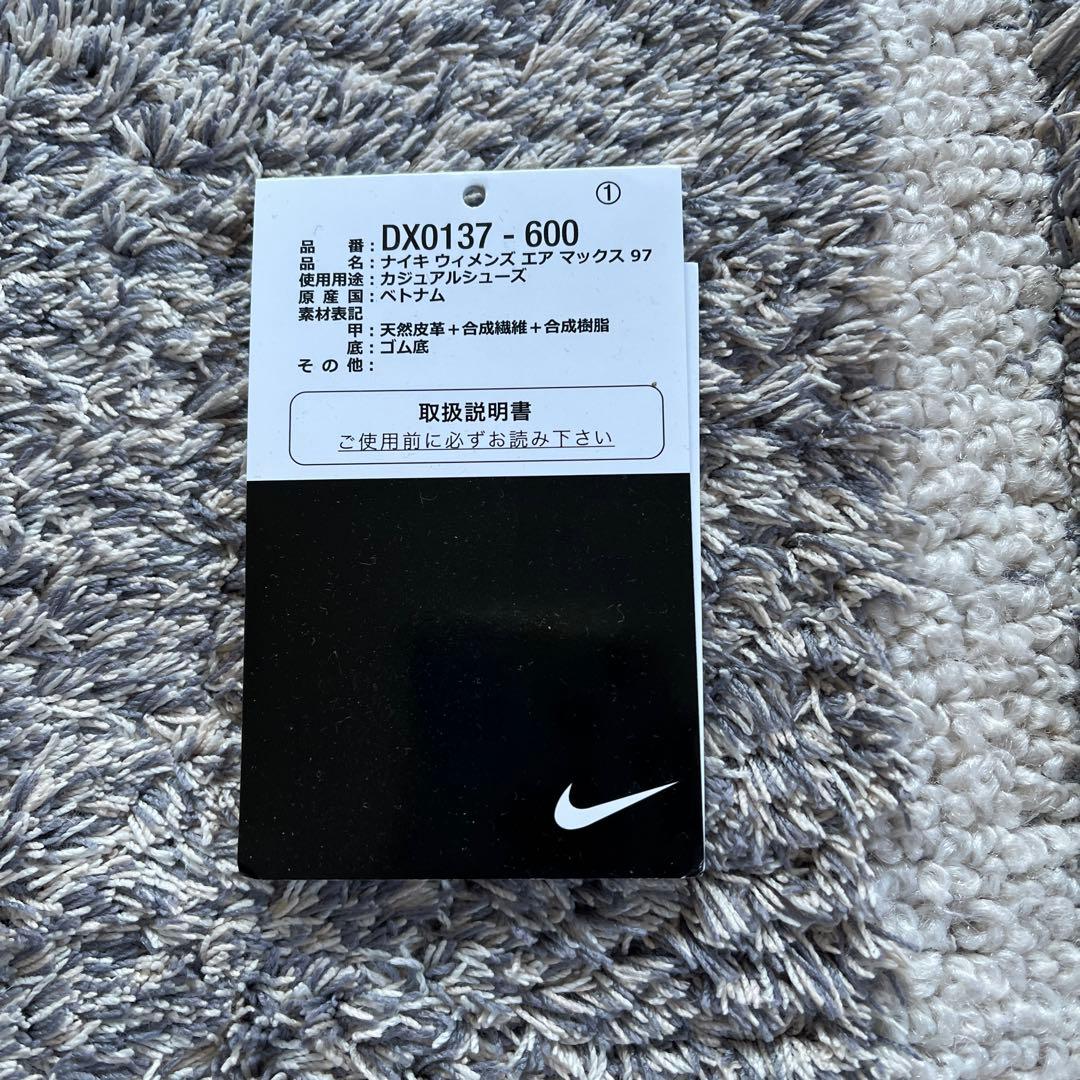 ①
品番：DX0137 - 600
品名：ナイキ ウィメンズ エア マックス 97
使用用途：カジュアルシューズ
原産国：ベトナム
素材表記
甲：天然皮革＋合成繊維＋合成樹脂
底：ゴム底
その他：
取扱説明書
ご使用前に必ずお読み下さい